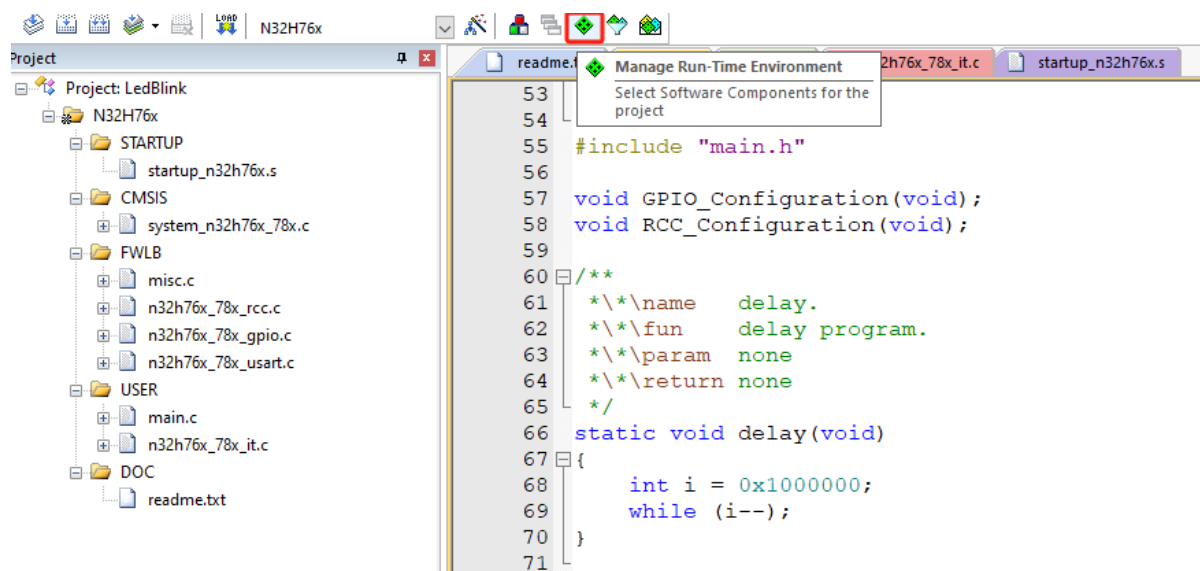 LOAD
N32H76x
Project
Project: LedBlink
N32H76x
STARTUP
startup_n32h76x.s
CMSIS
system_n32h76x_78x.c
FWLB
misc.c
n32h76x_78x_rcc.c
n32h76x_78x_gpio.c
n32h76x_78x_usart.c
USER
main.c
n32h76x_78x_it.c
DOC
readme.txt
readme.
2h76x_78x_it.c
startup_n32h76x.s
Manage Run-Time Environment
Select Software Components for the
project
53
54
55 #include "main.h"
56
57 void GPIO_Configuration(void);
58 void RCC_Configuration(void);
59
60 /**
61 *\*\name    delay.
62 *\*\fun     delay program.
63 *\*\param   none
64 *\*\return  none
65 */
66 static void delay(void)
67 {
68     int i = 0x1000000;
69     while (i--);
70 }
71